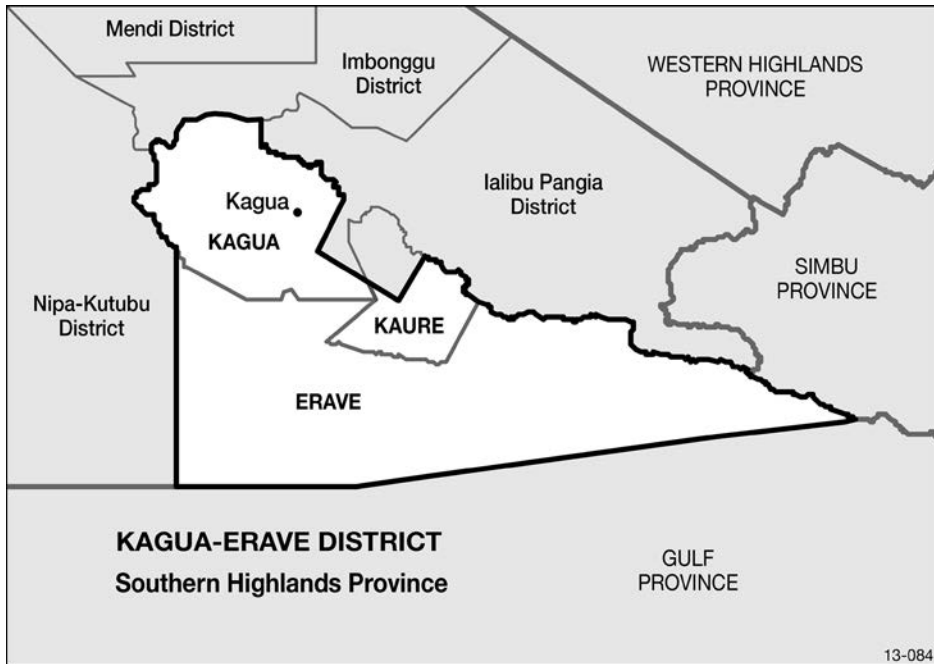 Mendi District
Imbonggu
District
WESTERN HIGHLANDS
PROVINCE
Ialibu Pangia
District
Kagua
KAGUA
SIMBU
PROVINCE
Nipa-Kutubu
District
KAURE
ERAVE
KAGUA-ERAVE DISTRICT
Southern Highlands Province
GULF
PROVINCE
13-084